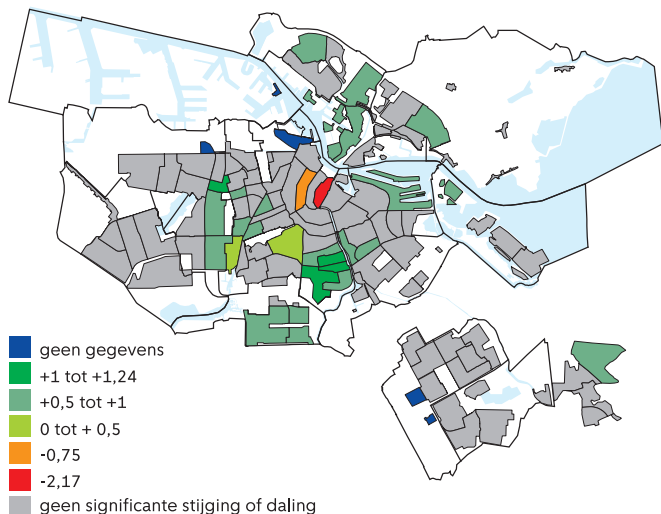 geen gegevens
+1 tot +1,24
+0,5 tot +1
0 tot + 0,5
-0,75
-2,17
geen significante stijging of daling